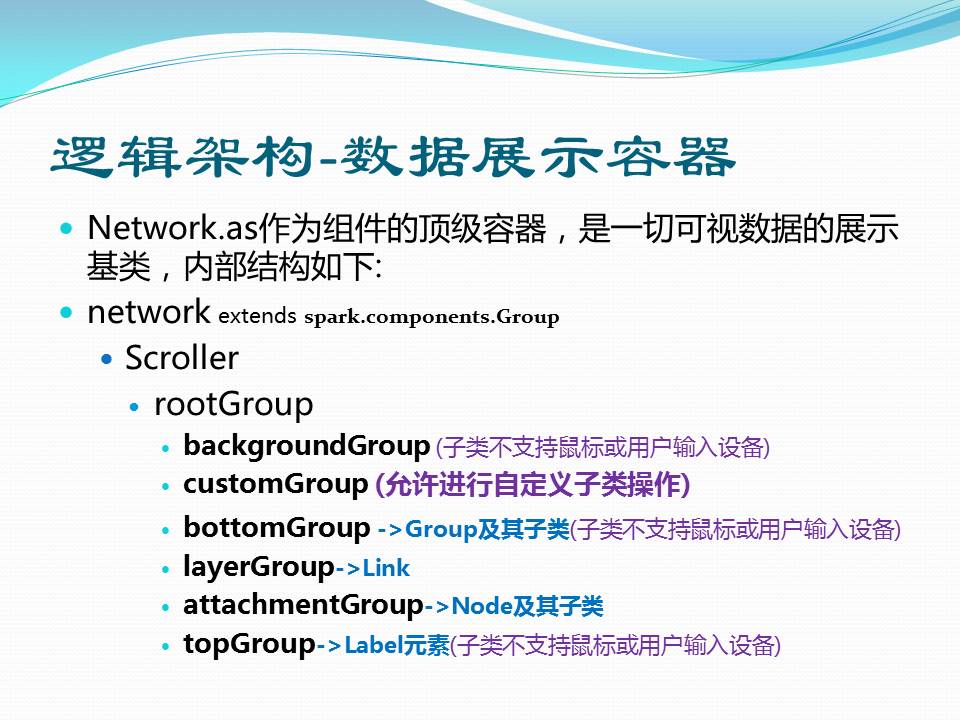 逻辑架构-数据展示容器
Network.as作为组件的顶级容器，是一切可视数据的展示
基类，内部结构如下:
network extends spark.components.Group
Scroller
rootGroup
backgroundGroup (子类不支持鼠标或用户输入设备)
customGroup (允许进行自定义子类操作)
bottomGroup ->Group及其子类(子类不支持鼠标或用户输入设备)
layerGroup->Link
attachmentGroup->Node及其子类
topGroup->Label元素(子类不支持鼠标或用户输入设备)